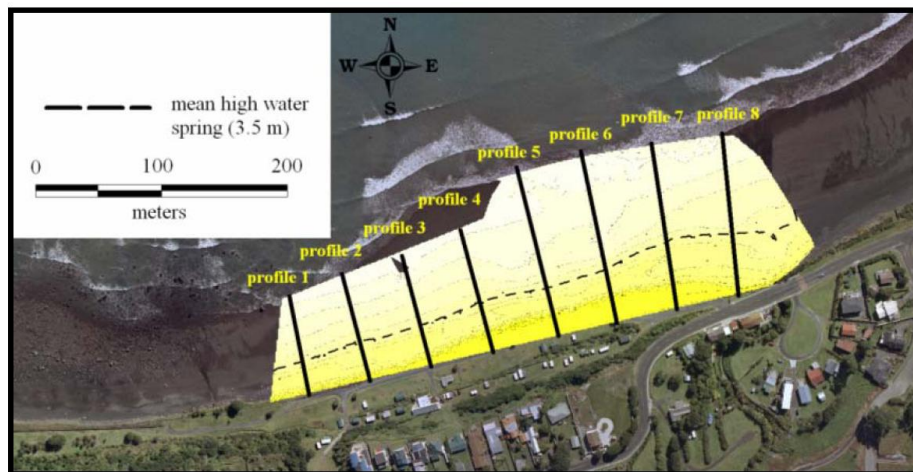 N
W E
S
mean high water
spring (3.5 m)
0 100 200
meters
profile 1
profile 2
profile 3
profile 4
profile 5
profile 6
profile 7
profile 8